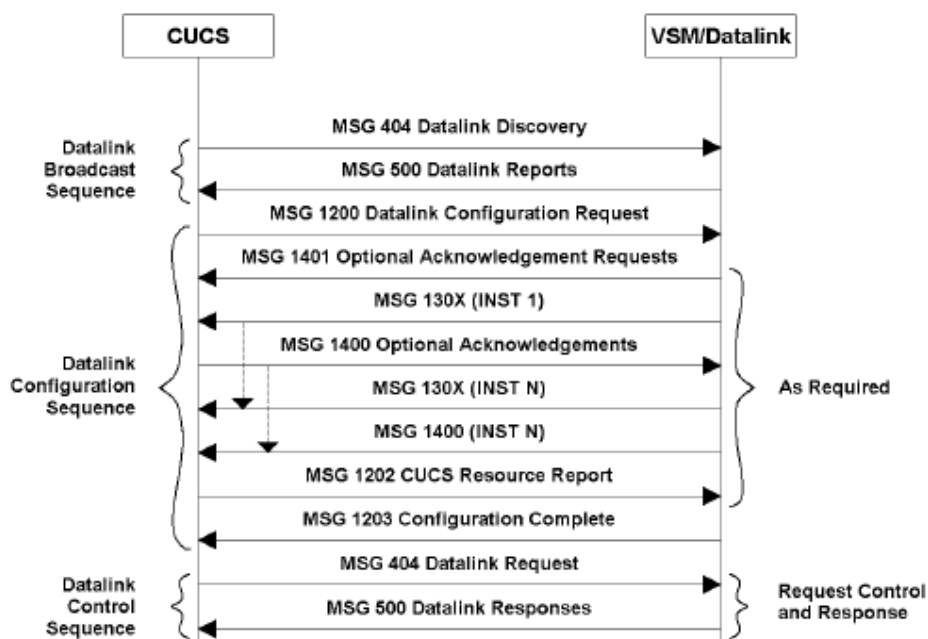 CUCS
VSM/Datalink
MSG 404 Datalink Discovery
Datalink
Broadcast
Sequence
MSG 500 Datalink Reports
MSG 1200 Datalink Configuration Request
MSG 1401 Optional Acknowledgement Requests
MSG 130X (INST 1)
MSG 1400 Optional Acknowledgements
Datalink
Configuration
Sequence
MSG 130X (INST N)
As Required
MSG 1400 (INST N)
MSG 1202 CUCS Resource Report
MSG 1203 Configuration Complete
MSG 404 Datalink Request
Datalink
Control
Sequence
MSG 500 Datalink Responses
Request Control
and Response